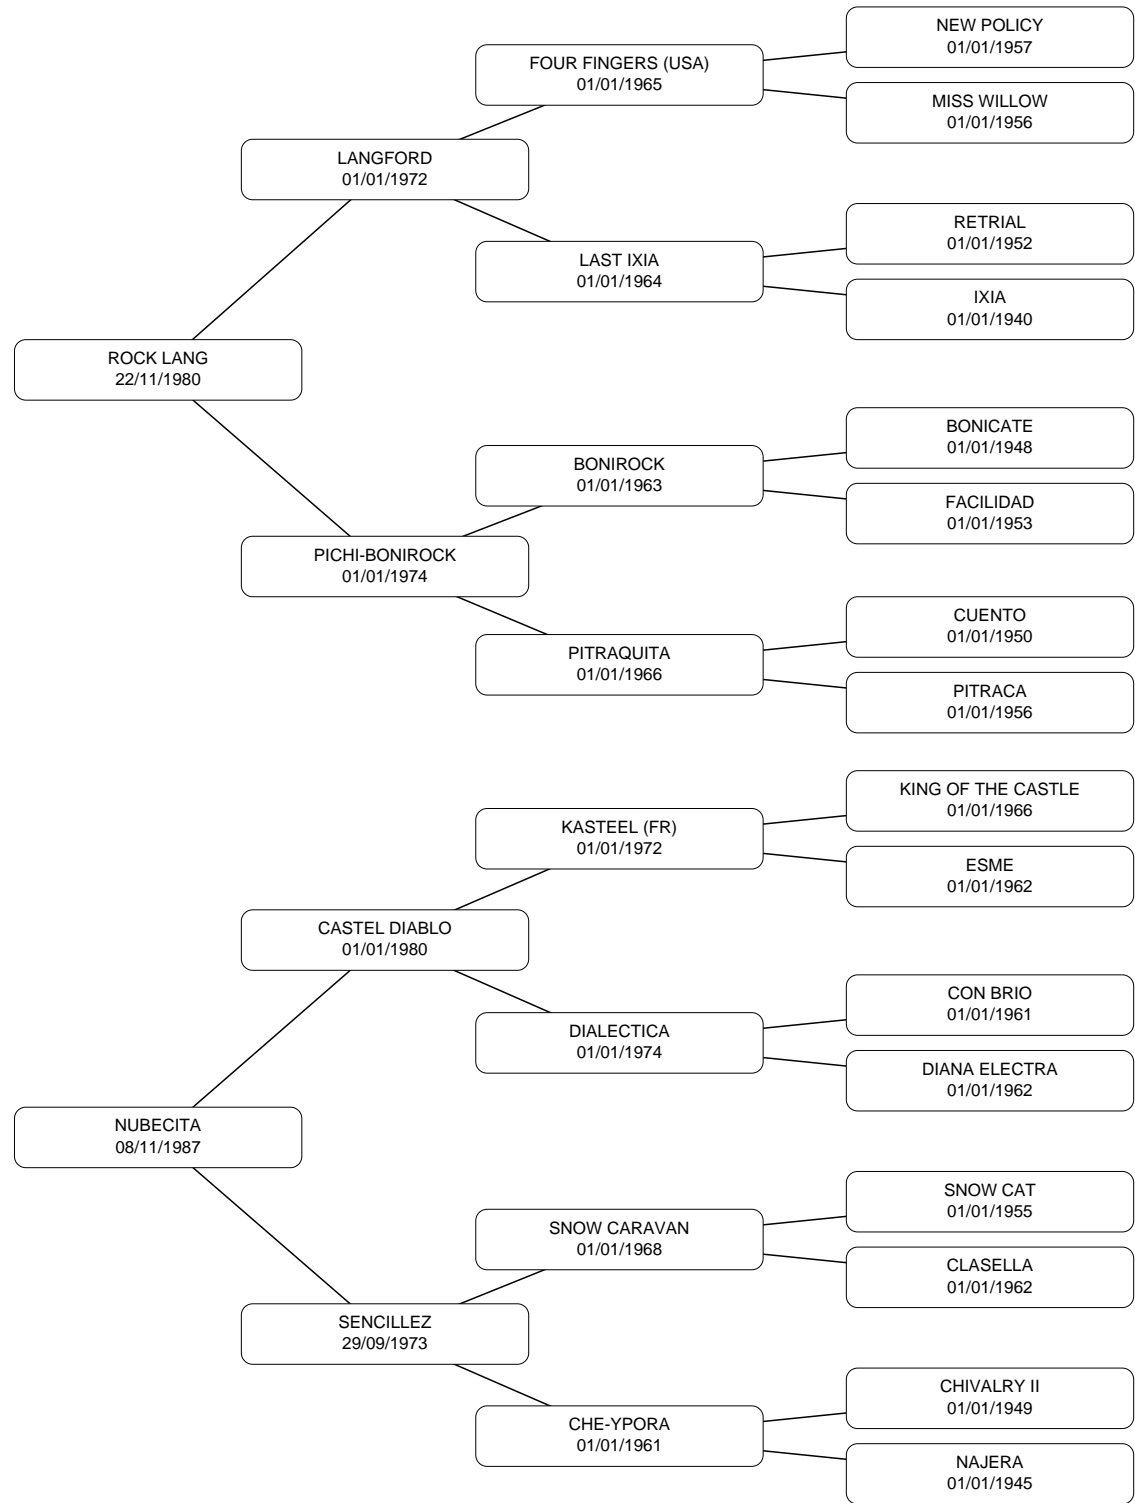 NEW POLICY
01/01/1957
FOUR FINGERS (USA)
01/01/1965
MISS WILLOW
01/01/1956
LANGFORD
01/01/1972
RETRIAL
01/01/1952
LAST IXIA
01/01/1964
IXIA
01/01/1940
ROCK LANG
22/11/1980
BONICATE
01/01/1948
BONIROCK
01/01/1963
FACILIDAD
01/01/1953
PICHI-BONIROCK
01/01/1974
CUENTO
01/01/1950
PITRAQUITA
01/01/1966
PITRACA
01/01/1956
KING OF THE CASTLE
01/01/1966
KASTEEL (FR)
01/01/1972
ESME
01/01/1962
CASTEL DIABLO
01/01/1980
CON BRIO
01/01/1961
DIALECTICA
01/01/1974
DIANA ELECTRA
01/01/1962
NUBECITA
08/11/1987
SNOW CAT
01/01/1955
SNOW CARAVAN
01/01/1968
CLASELLA
01/01/1962
SENCILLEZ
29/09/1973
CHIVALRY II
01/01/1949
CHE-YPORA
01/01/1961
NAJERA
01/01/1945